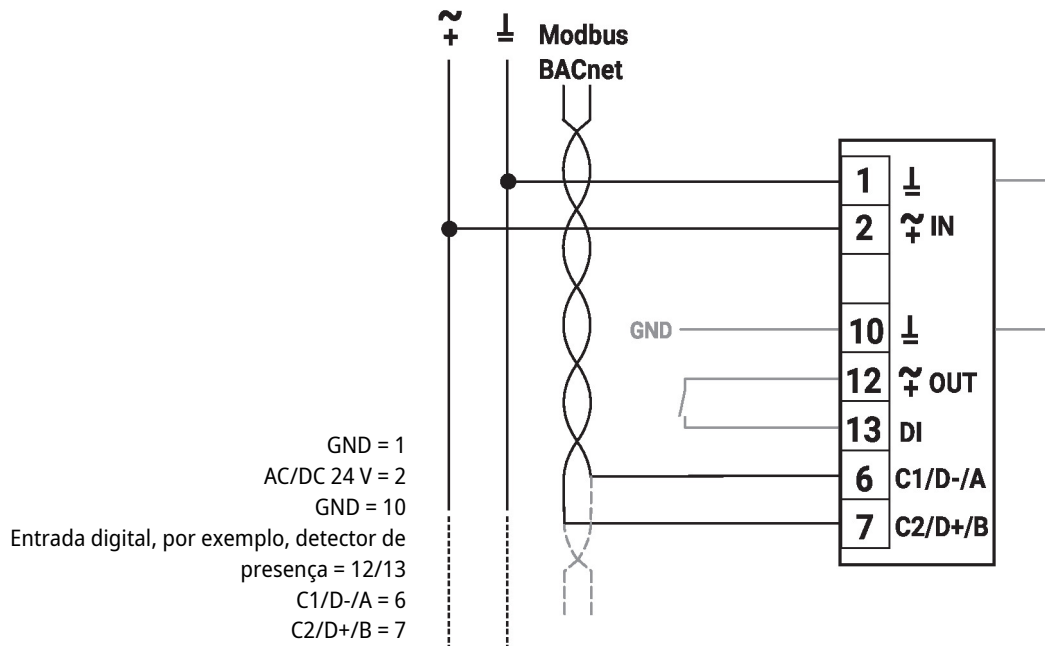 ~
+
⊥
Modbus
BACnet
1 ⊥
2 ~
+ IN
GND
10 ⊥
12 ~
+ OUT
13 DI
6 C1/D-/A
7 C2/D+/B
GND = 1
AC/DC 24 V = 2
GND = 10
Entrada digital, por exemplo, detector de
presença = 12/13
C1/D-/A = 6
C2/D+/B = 7